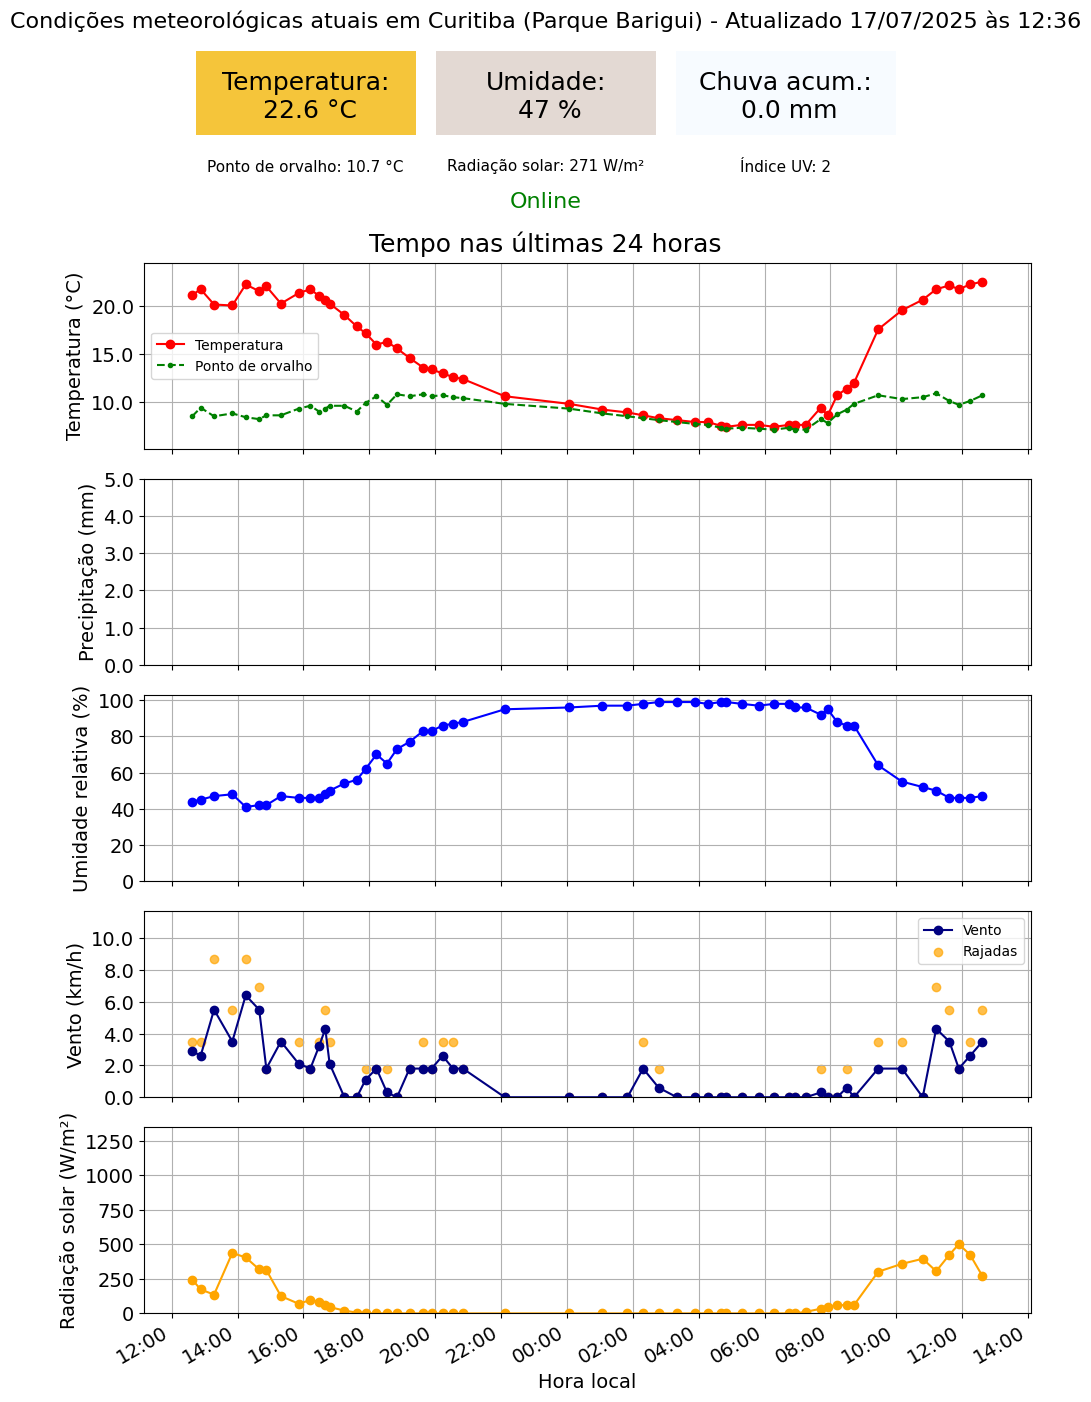 Condições meteorológicas atuais em Curitiba (Parque Barigui) - Atualizado 17/07/2025 às 12:36
Temperatura:
22.6 °C
Umidade:
47 %
Chuva acum.:
0.0 mm
Ponto de orvalho: 10.7 °C
Radiação solar: 271 W/m²
Índice UV: 2
Online
Tempo nas últimas 24 horas
Temperatura (°C)
20.0
15.0
10.0
Temperatura
Ponto de orvalho
Precipitação (mm)
5.0
4.0
3.0
2.0
1.0
0.0
Umidade relativa (%)
100
80
60
40
20
0
Vento (km/h)
10.0
8.0
6.0
4.0
2.0
0.0
Vento
Rajadas
Radiação solar (W/m²)
1250
1000
750
500
250
0
12:00
14:00
16:00
18:00
20:00
22:00
00:00
02:00
04:00
06:00
08:00
10:00
12:00
14:00
Hora local